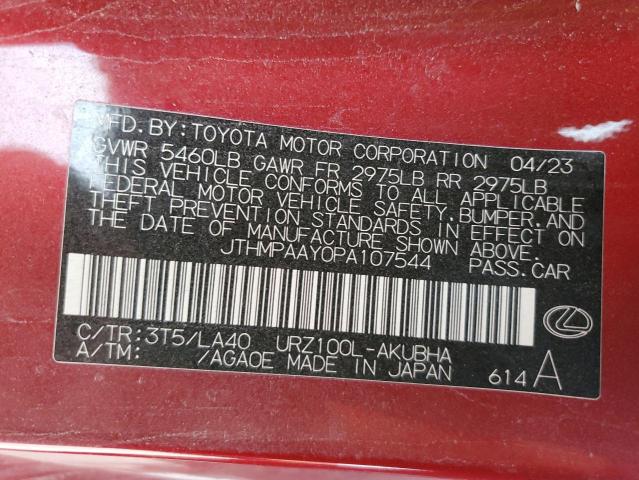 MFD. BY: TOYOTA MOTOR CORPORATION 04/23
GVWR 5460LB GAWR FR 2975LB RR 2975LB
THIS VEHICLE CONFORMS TO ALL APPLICABLE
FEDERAL MOTOR VEHICLE SAFETY, BUMPER, AND
THEFT PREVENTION STANDARDS IN EFFECT ON
THE DATE OF MANUFACTURE SHOWN ABOVE.
JTHMPAAY0PA107544 PASS.CAR
C/TR: 3T5/LA40 URZ100L-AKUBHA
A/TM: /AGA0E MADE IN JAPAN
614 A